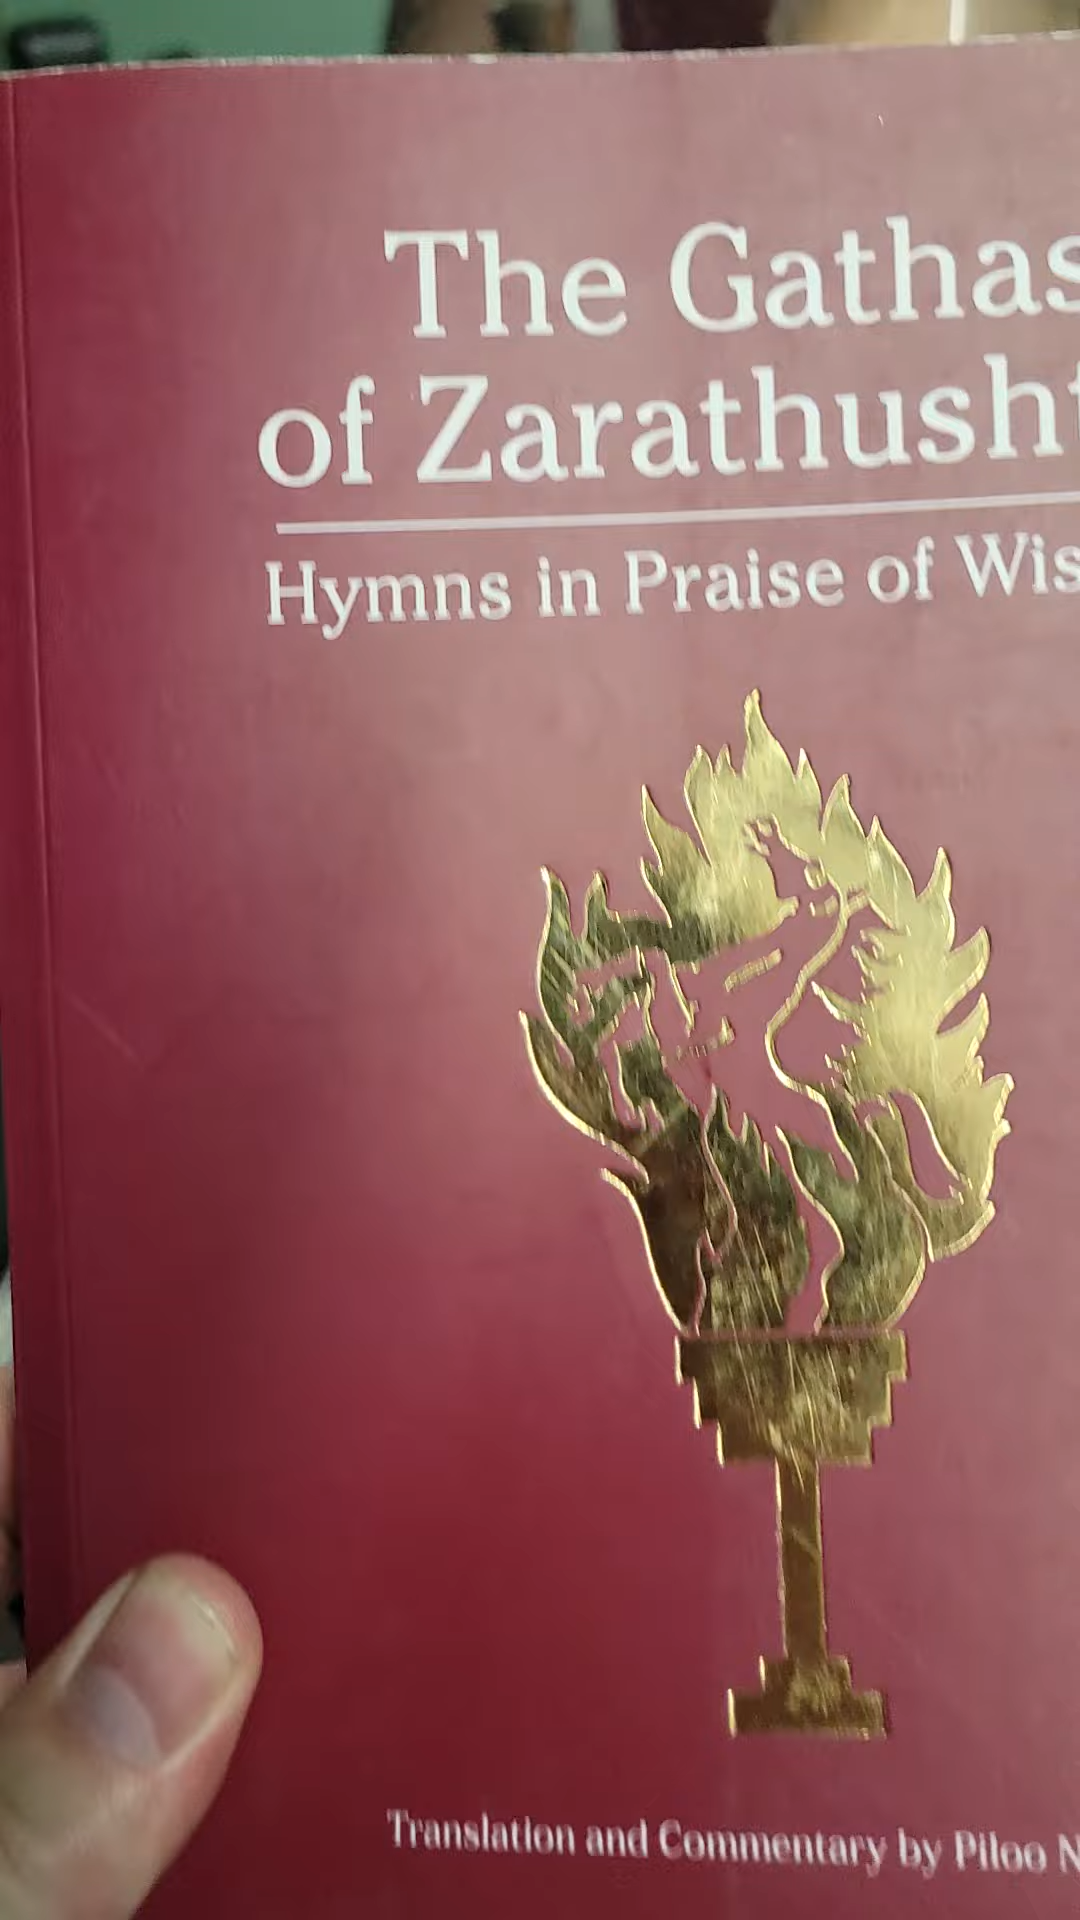 The Gathas
of Zarathusht
Hymns in Praise of Wis
Translation and Commentary by Piloo N